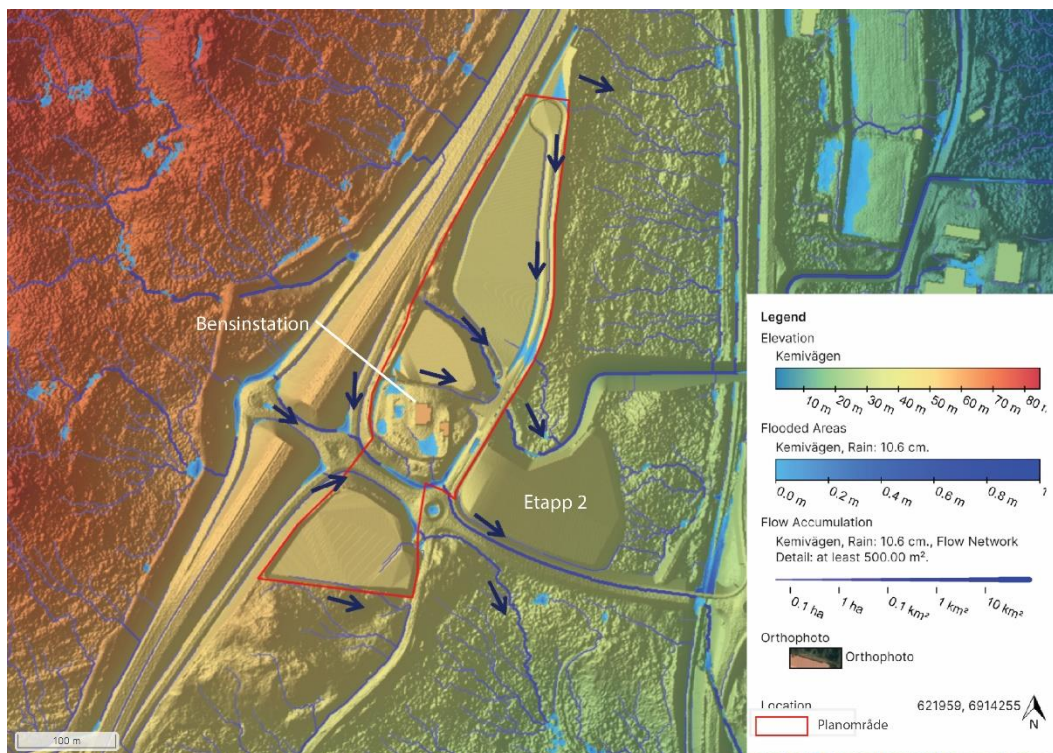 Bensinstation
Etapp 2
100 m
Legend
Elevation
Kemivägen
10 m 20 m 30 m 40 m 50 m 60 m 70 m 80 r.
Flooded Areas
Kemivägen, Rain: 10.6 cm.
0.0 m 0.2 m 0.4 m 0.6 m 0.8 m 1
Flow Accumulation
Kemivägen, Rain: 10.6 cm., Flow Network
Detail: at least 500.00 m².
0.1 ha 1 ha 0.1 km² 1 km² 10 km²
Orthophoto
Orthophoto
Location 621959, 6914255
Planområde
N